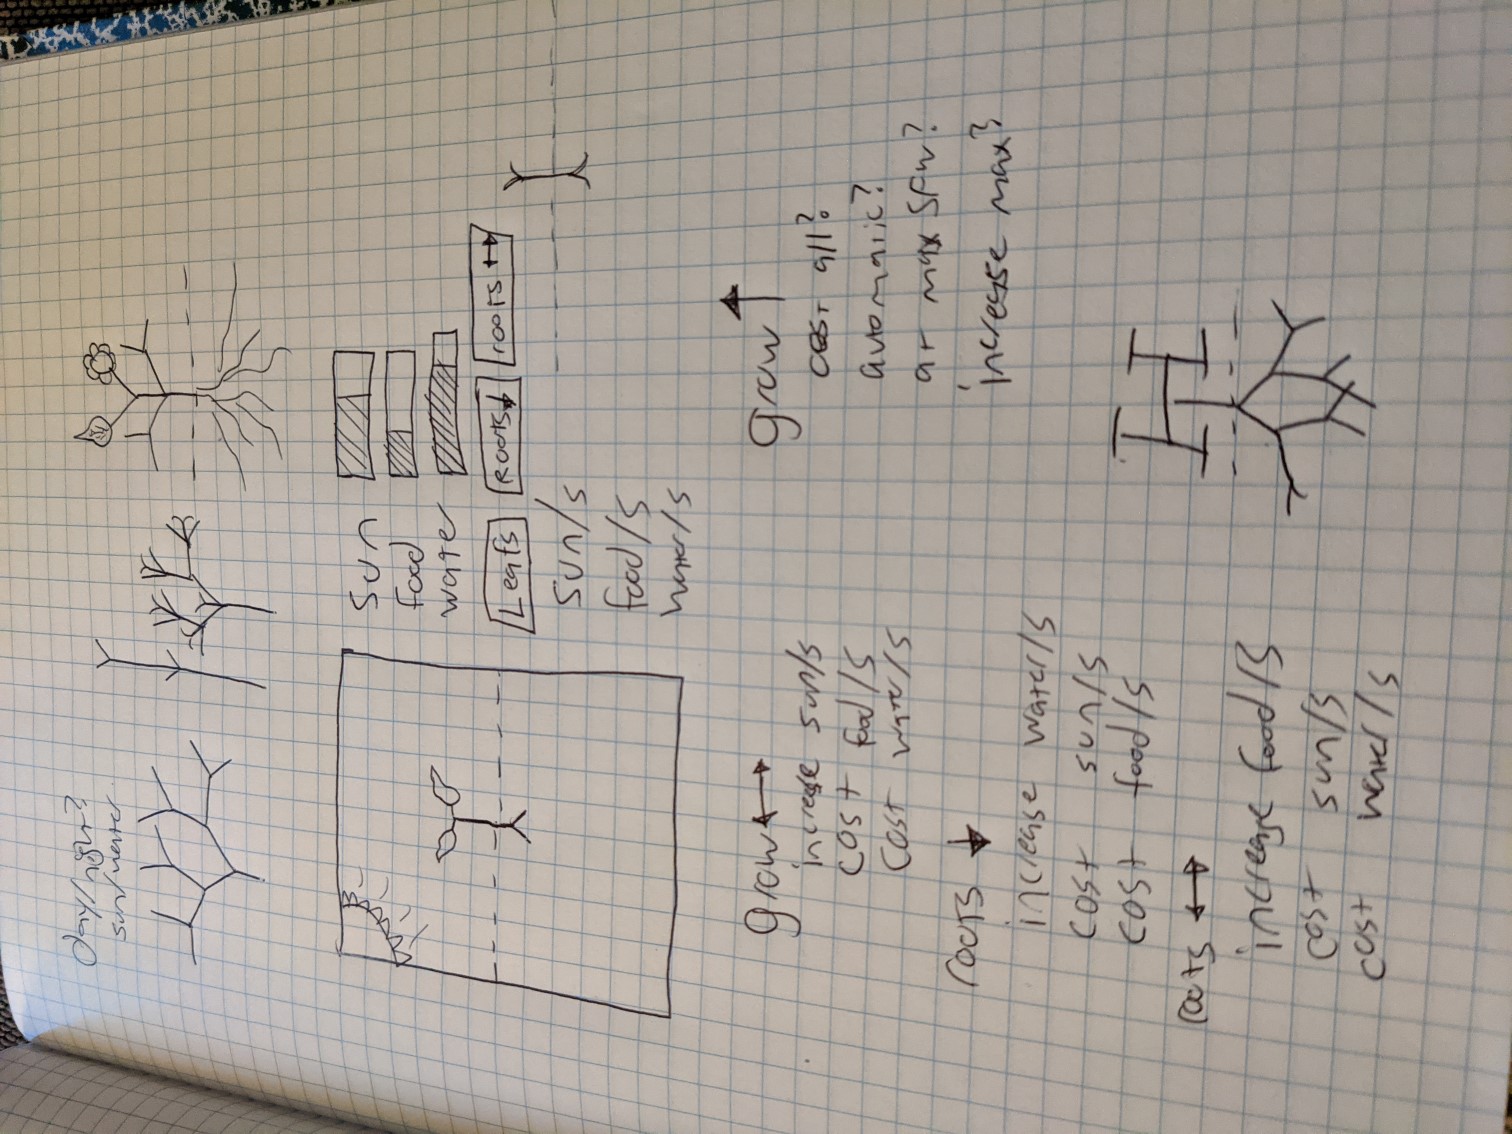 day/night?
sun/water
Sun
food
water
Leafs
Roots↓
roots ↔
Sun/s
food/s
water/s
grow ↔
increase sun/s
cost food/s
cost water/s
grow ↑
cost all?
automatic?
at max SFW?
increase max?
roots ↓
increase water/s
cost sun/s
cost food/s
roots ↔
increase food/s
cost sun/s
cost water/s